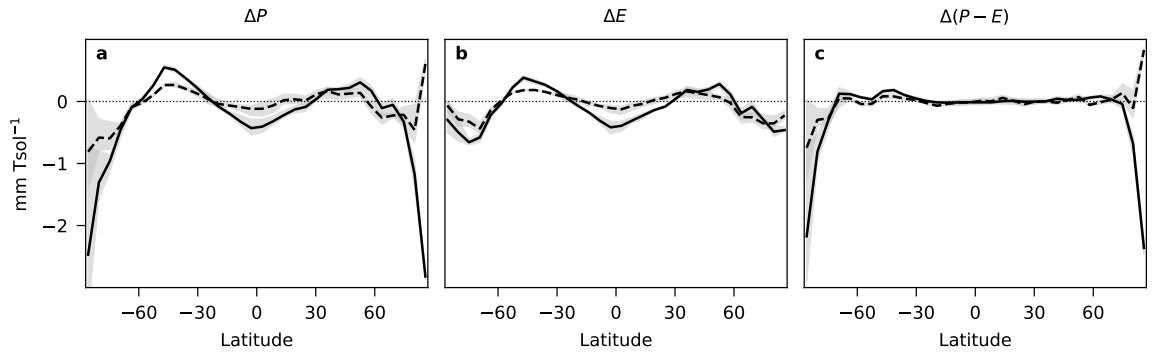 ΔP
ΔE
Δ(P − E)
a
b
c
mm Tsol⁻¹
0
−1
−2
−60 −30 0 30 60
−60 −30 0 30 60
−60 −30 0 30 60
Latitude
Latitude
Latitude